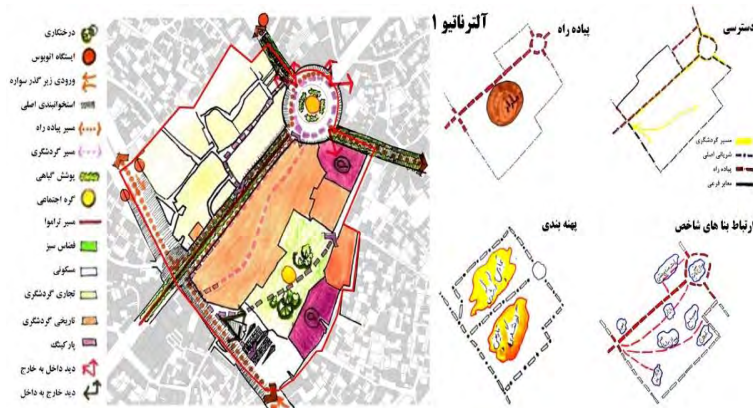 آلترناتیو ۱
درختکاری
ایستگاه اتوبوس
ورودی زیر گذر سواره
استخوانبندی اصلی
مسیر پیاده راه
مسیر گردشگری
پوشش گیاهی
گره اجتماعی
مسیر تراموا
فضای سبز
مسکونی
تجاری گردشگری
تاریخی گردشگری
پارکینگ
دید داخل به خارج
دید خارج به داخل
پیاده راه
دسترسی
مسیر گردشگری
شریانی اصلی
پیاده راه
معابر فرعی
پهنه بندی
ارتباط بنا های شاخص